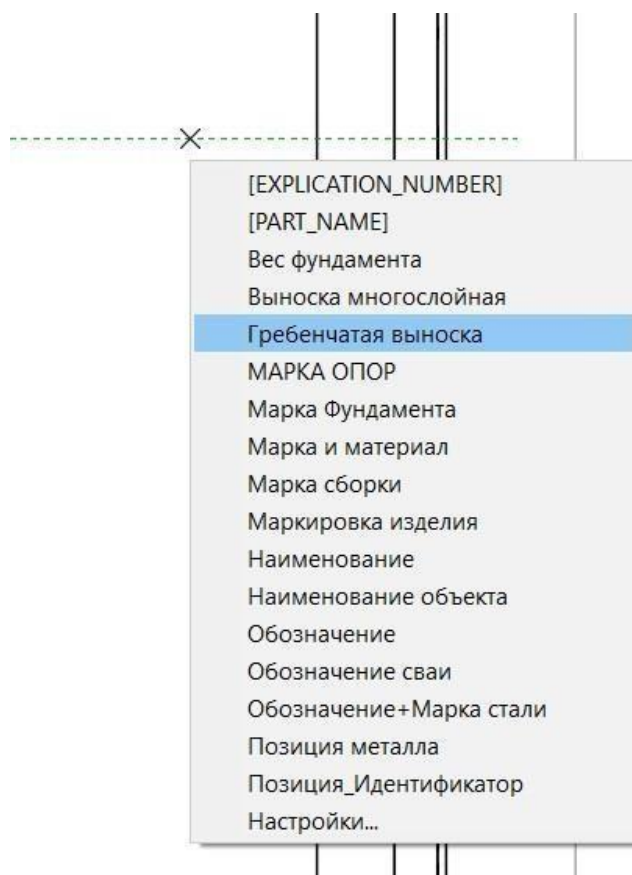 [EXPLICATION_NUMBER]
[PART_NAME]
Вес фундамента
Выноска многослойная
Гребенчатая выноска
МАРКА ОПОР
Марка Фундамента
Марка и материал
Марка сборки
Маркировка изделия
Наименование
Наименование объекта
Обозначение
Обозначение сваи
Обозначение+Марка стали
Позиция металла
Позиция_Идентификатор
Настройки...